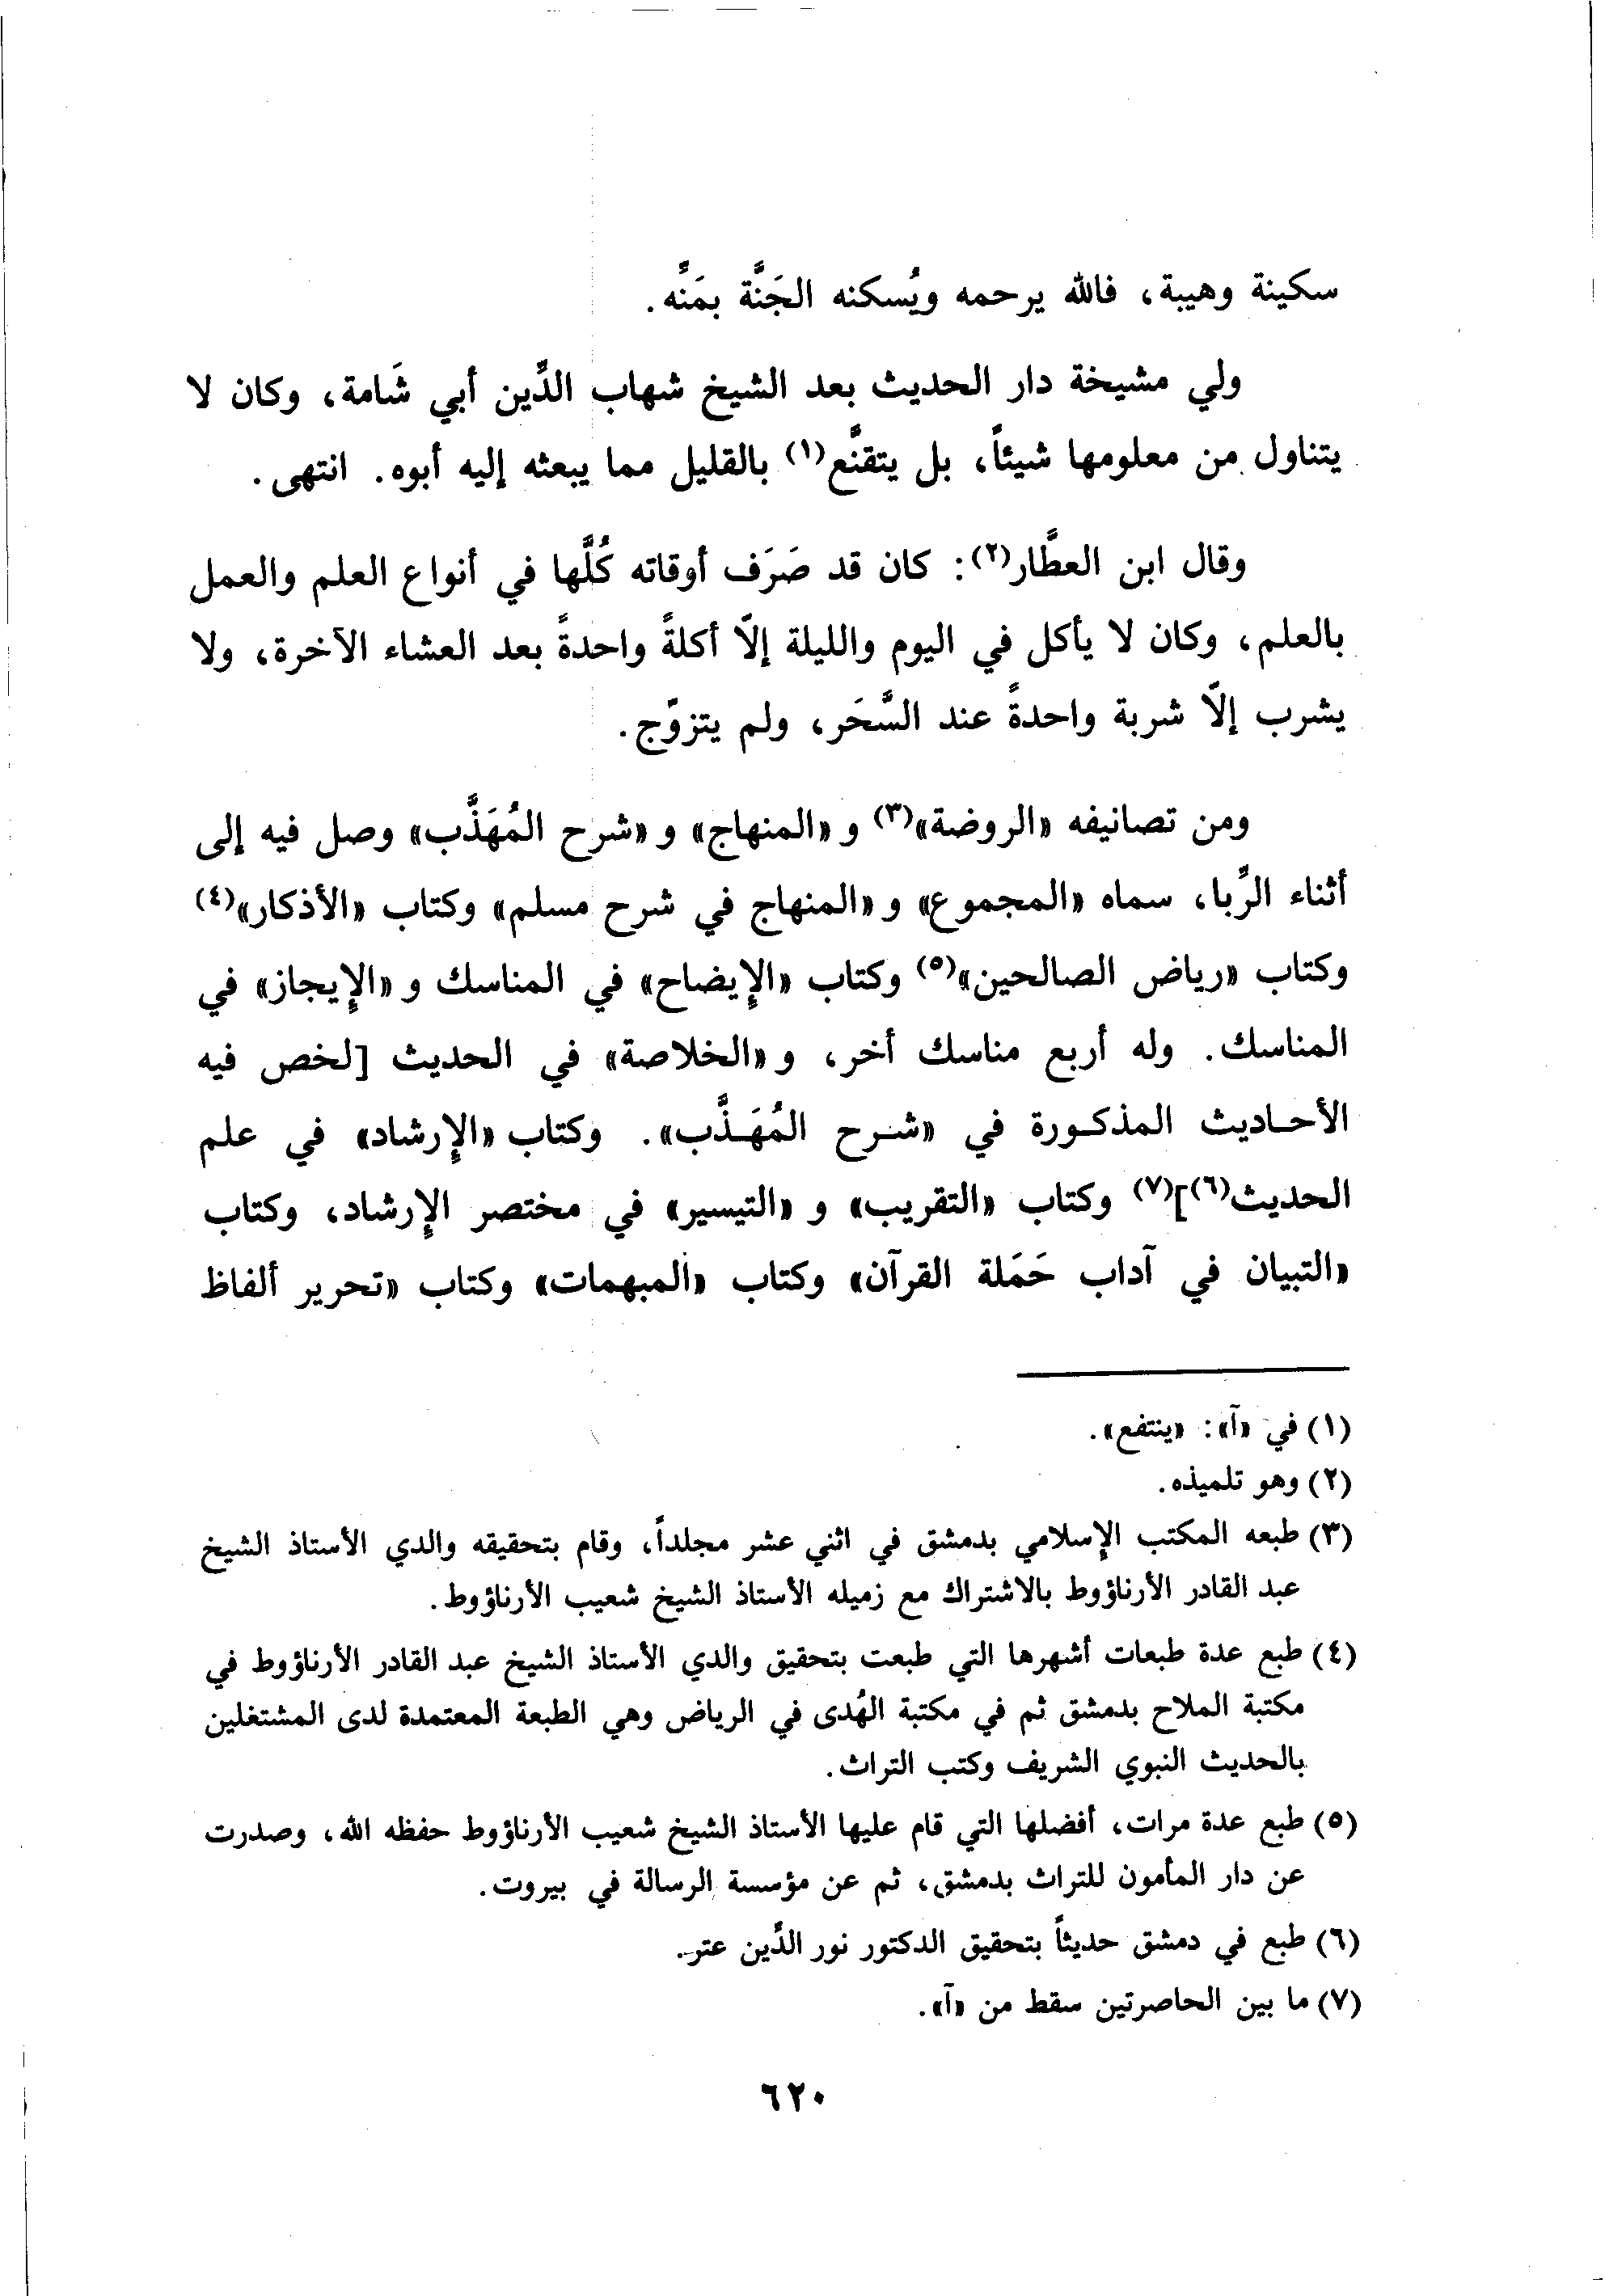 سكينة وهيبة، فالله يرحمه ويُسكنه الجَنَّة بمَنِّه.
ولي مشيخة دار الحديث بعد الشيخ شهاب الدِّين أبي شَامة، وكان لا
يتناول من معلومها شيئاً، بل يتقنَّع(١) بالقليل مما يبعثه إليه أبوه. انتهى.
وقال ابن العطَّار(٢): كان قد صَرَف أوقاته كُلَّها في أنواع العلم والعمل
بالعلم، وكان لا يأكل في اليوم والليلة إلّا أكلةً واحدةً بعد العشاء الآخرة، ولا
يشرب إلّا شربة واحدةً عند السَّحَر، ولم يتزوّج.
ومن تصانيفه «الروضة»(٣) و «المنهاج» و «شرح المُهَذَّب» وصل فيه إلى
أثناء الرِّبا، سماه «المجموع» و «المنهاج في شرح مسلم» وكتاب «الأذكار»(٤)
وكتاب «رياض الصالحين»(٥) وكتاب «الإيضاح» في المناسك و «الإيجاز» في
المناسك. وله أربع مناسك أخر، و «الخلاصة» في الحديث [لخص فيه
الأحاديث المذكورة في «شرح المُهَذَّب». وكتاب «الإرشاد» في علم
الحديث(٦)](٧) وكتاب «التقريب» و «التيسير» في مختصر الإرشاد، وكتاب
«التبيان في آداب حَمَلة القرآن» وكتاب «المبهمات» وكتاب «تحرير ألفاظ
(١) في «آ»: «ينتفع».
(٢) وهو تلميذه.
(٣) طبعه المكتب الإسلامي بدمشق في اثني عشر مجلداً، وقام بتحقيقه والدي الأستاذ الشيخ
عبد القادر الأرناؤوط بالاشتراك مع زميله الأستاذ الشيخ شعيب الأرناؤوط.
(٤) طبع عدة طبعات أشهرها التي طبعت بتحقيق والدي الأستاذ الشيخ عبد القادر الأرناؤوط في
مكتبة الملاح بدمشق ثم في مكتبة الهُدى في الرياض وهي الطبعة المعتمدة لدى المشتغلين
بالحديث النبوي الشريف وكتب التراث.
(٥) طبع عدة مرات، أفضلها التي قام عليها الأستاذ الشيخ شعيب الأرناؤوط حفظه الله، وصدرت
عن دار المأمون للتراث بدمشق، ثم عن مؤسسة الرسالة في بيروت.
(٦) طبع في دمشق حديثاً بتحقيق الدكتور نور الدِّين عتر.
(٧) ما بين الحاصرتين سقط من «آ».
٦٢٠